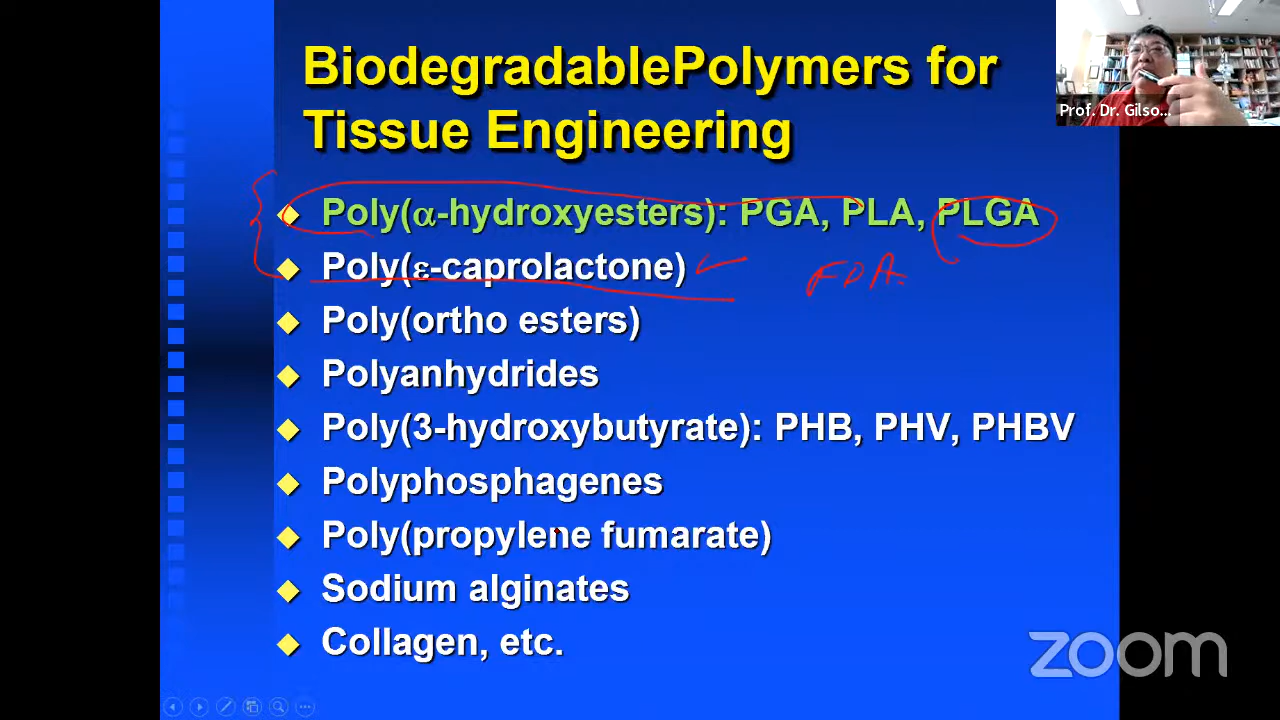 BiodegradablePolymers for
Tissue Engineering
Prof. Dr. Gilso...
Poly(α-hydroxyesters): PGA, PLA, PLGA
Poly(ε-caprolactone)
FDA.
Poly(ortho esters)
Polyanhydrides
Poly(3-hydroxybutyrate): PHB, PHV, PHBV
Polyphosphagenes
Poly(propylene fumarate)
Sodium alginates
Collagen, etc.
zoom